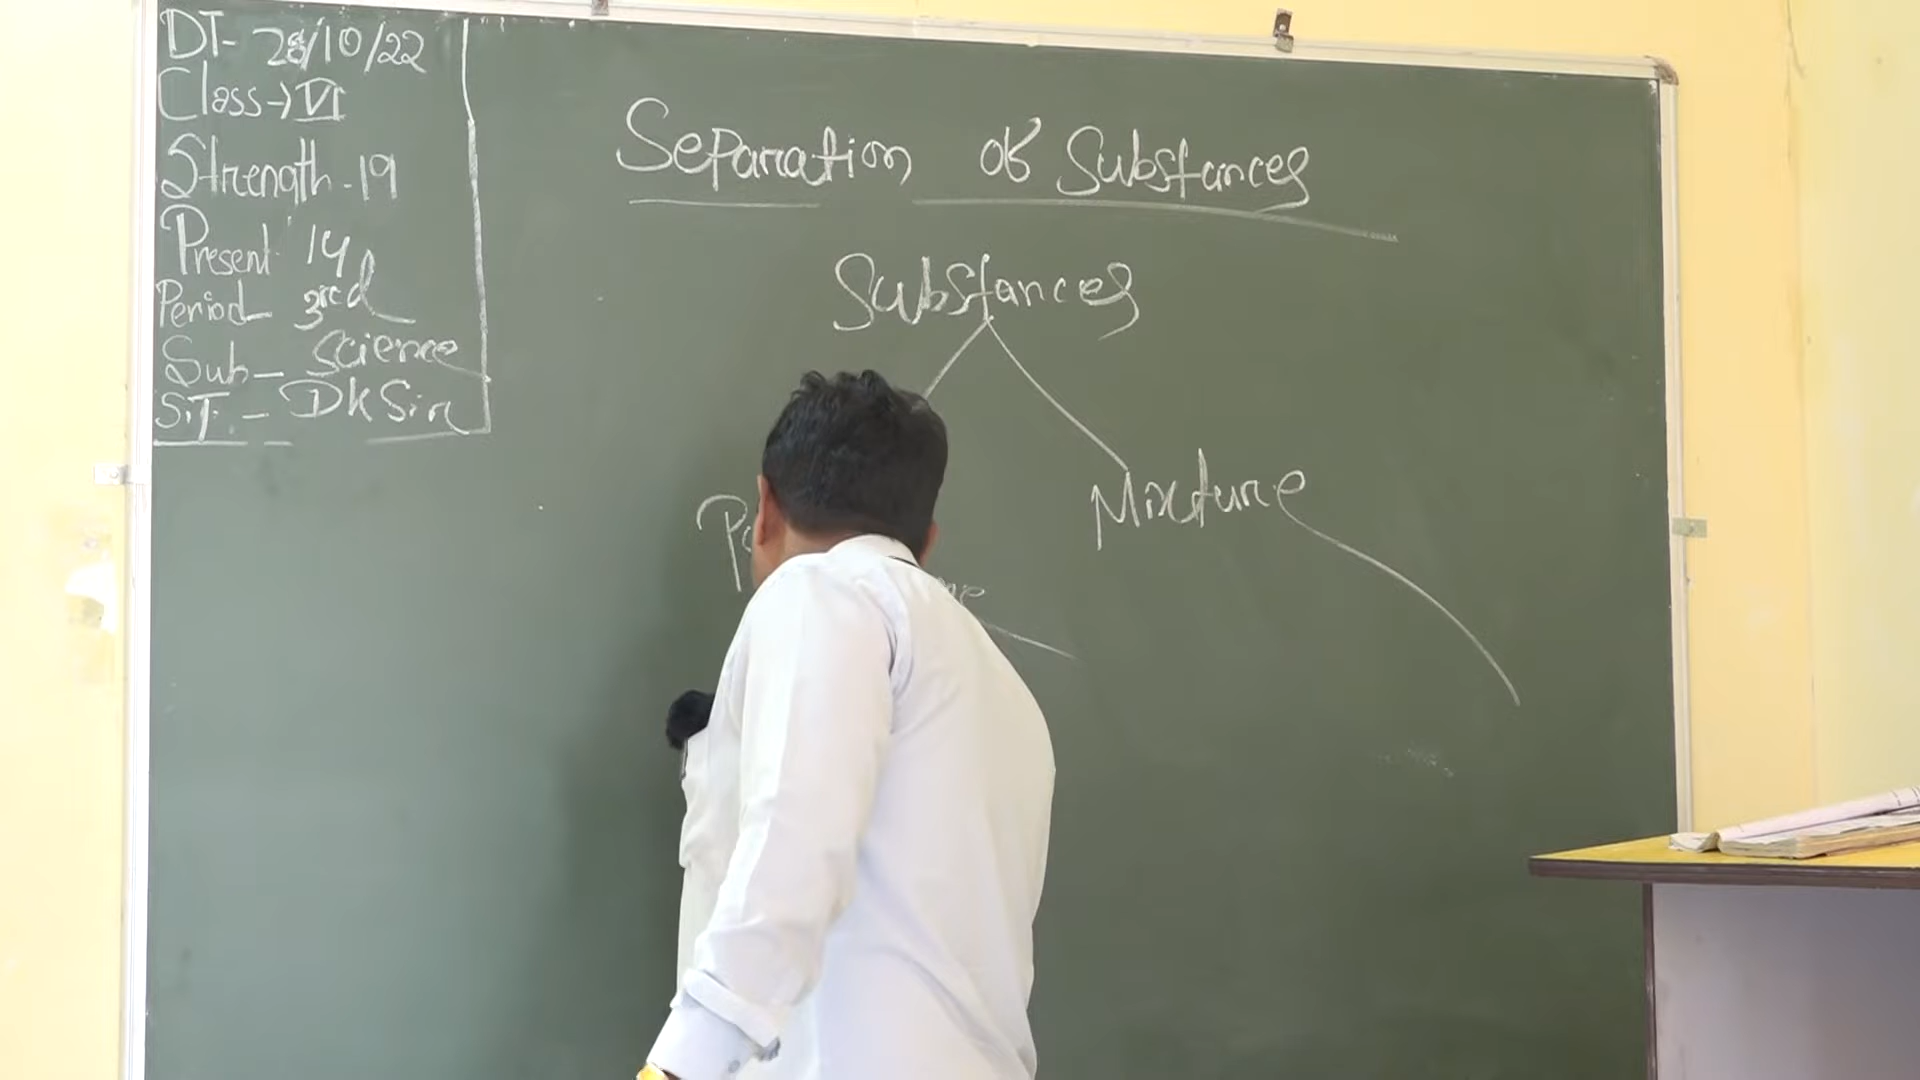 DT- 28/10/22
Class→VI
Strength-19
Present 14
Period- 3rd
Sub- Science
S.T. - DK Sir
Separation of Substances
Substances
Mixture